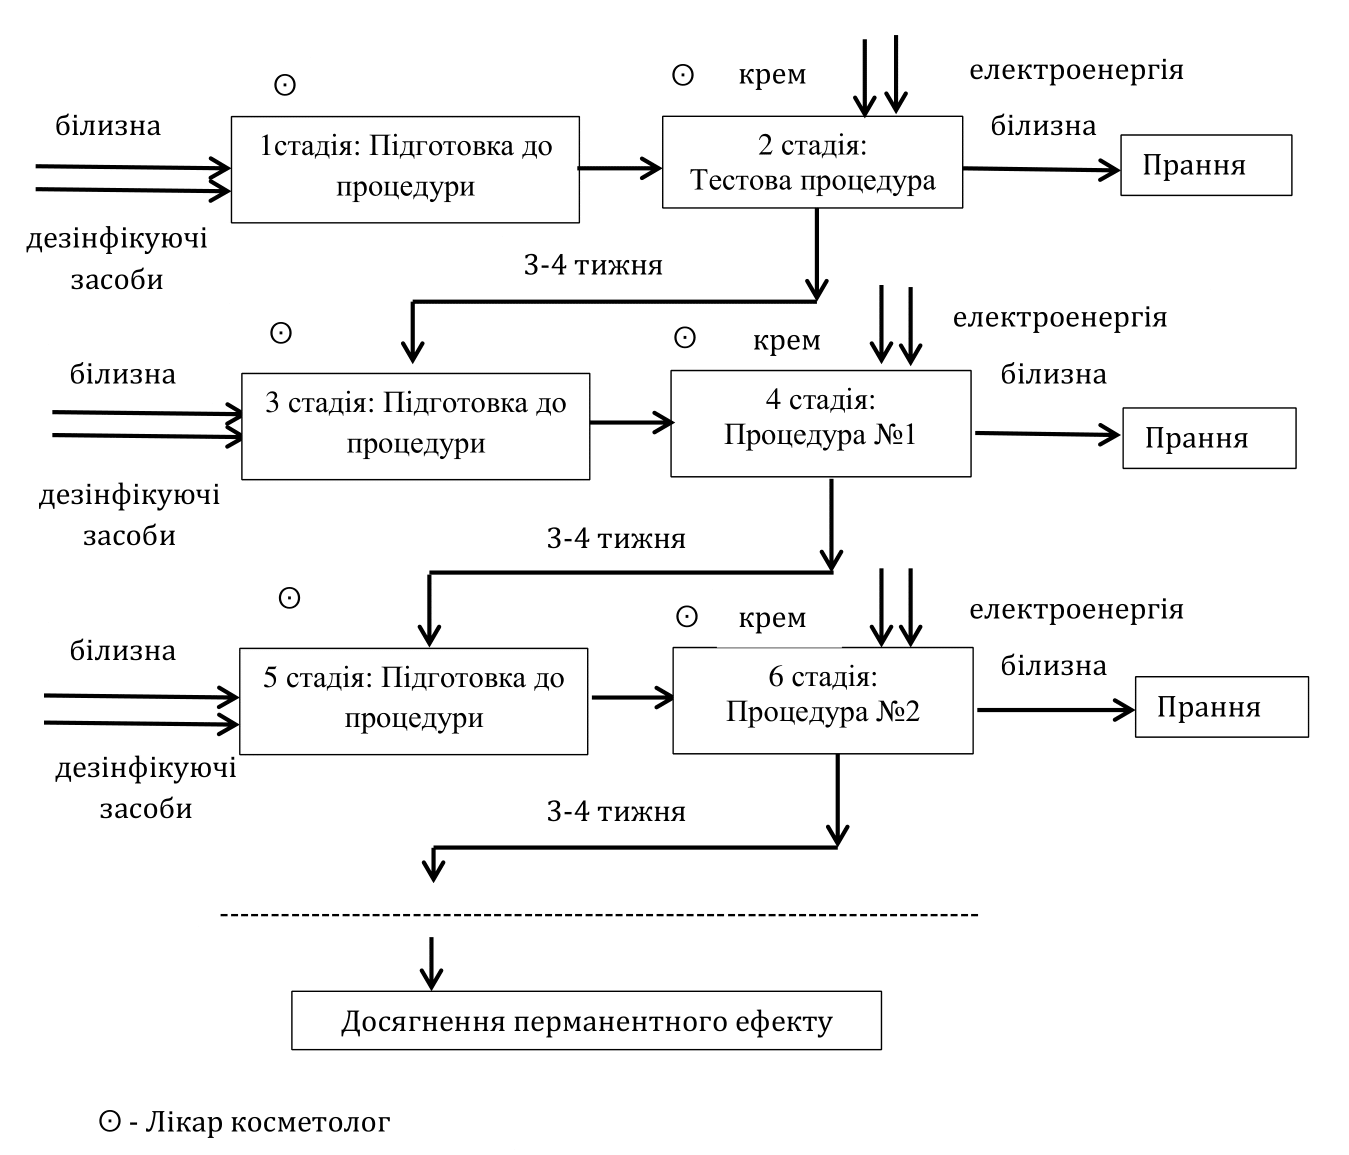 ⊙
⊙ крем
електроенергія
білизна
1стадія: Підготовка до
процедури
2 стадія:
Тестова процедура
білизна
Прання
дезінфікуючі
засоби
3-4 тижня
⊙
⊙ крем
електроенергія
білизна
3 стадія: Підготовка до
процедури
4 стадія:
Процедура №1
білизна
Прання
дезінфікуючі
засоби
3-4 тижня
⊙
⊙ крем
електроенергія
білизна
5 стадія: Підготовка до
процедури
6 стадія:
Процедура №2
білизна
Прання
дезінфікуючі
засоби
3-4 тижня
Досягнення перманентного ефекту
⊙ - Лікар косметолог